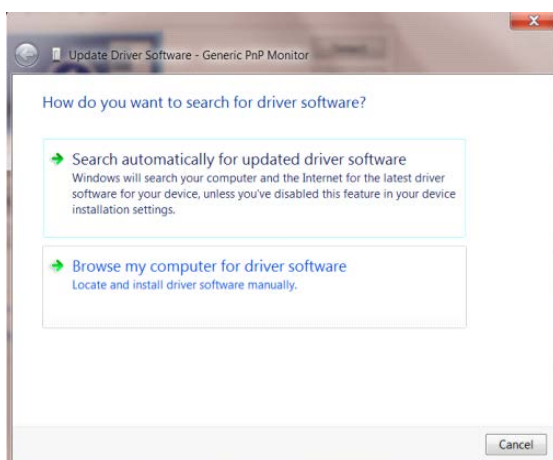 X
Update Driver Software - Generic PnP Monitor
How do you want to search for driver software?
Search automatically for updated driver software
Windows will search your computer and the Internet for the latest driver
software for your device, unless you've disabled this feature in your device
installation settings.
Browse my computer for driver software
Locate and install driver software manually.
Cancel